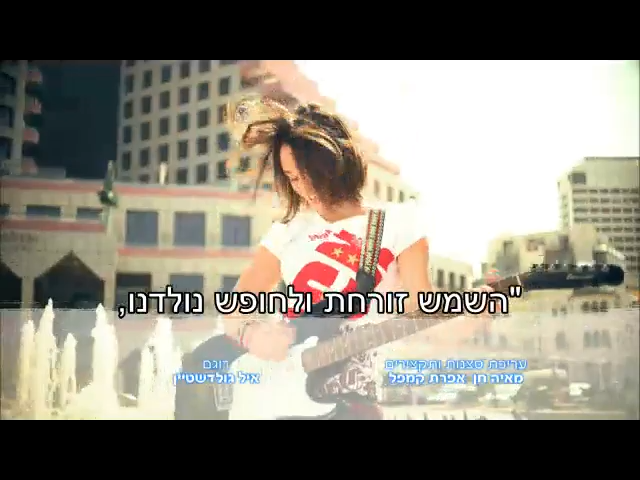 "השמש זורחת ולחופש נולדנו,
עריכת סצנות ותקצירים
מאיה חן אפרת קמפל
דוגם
איל גולדשטיין